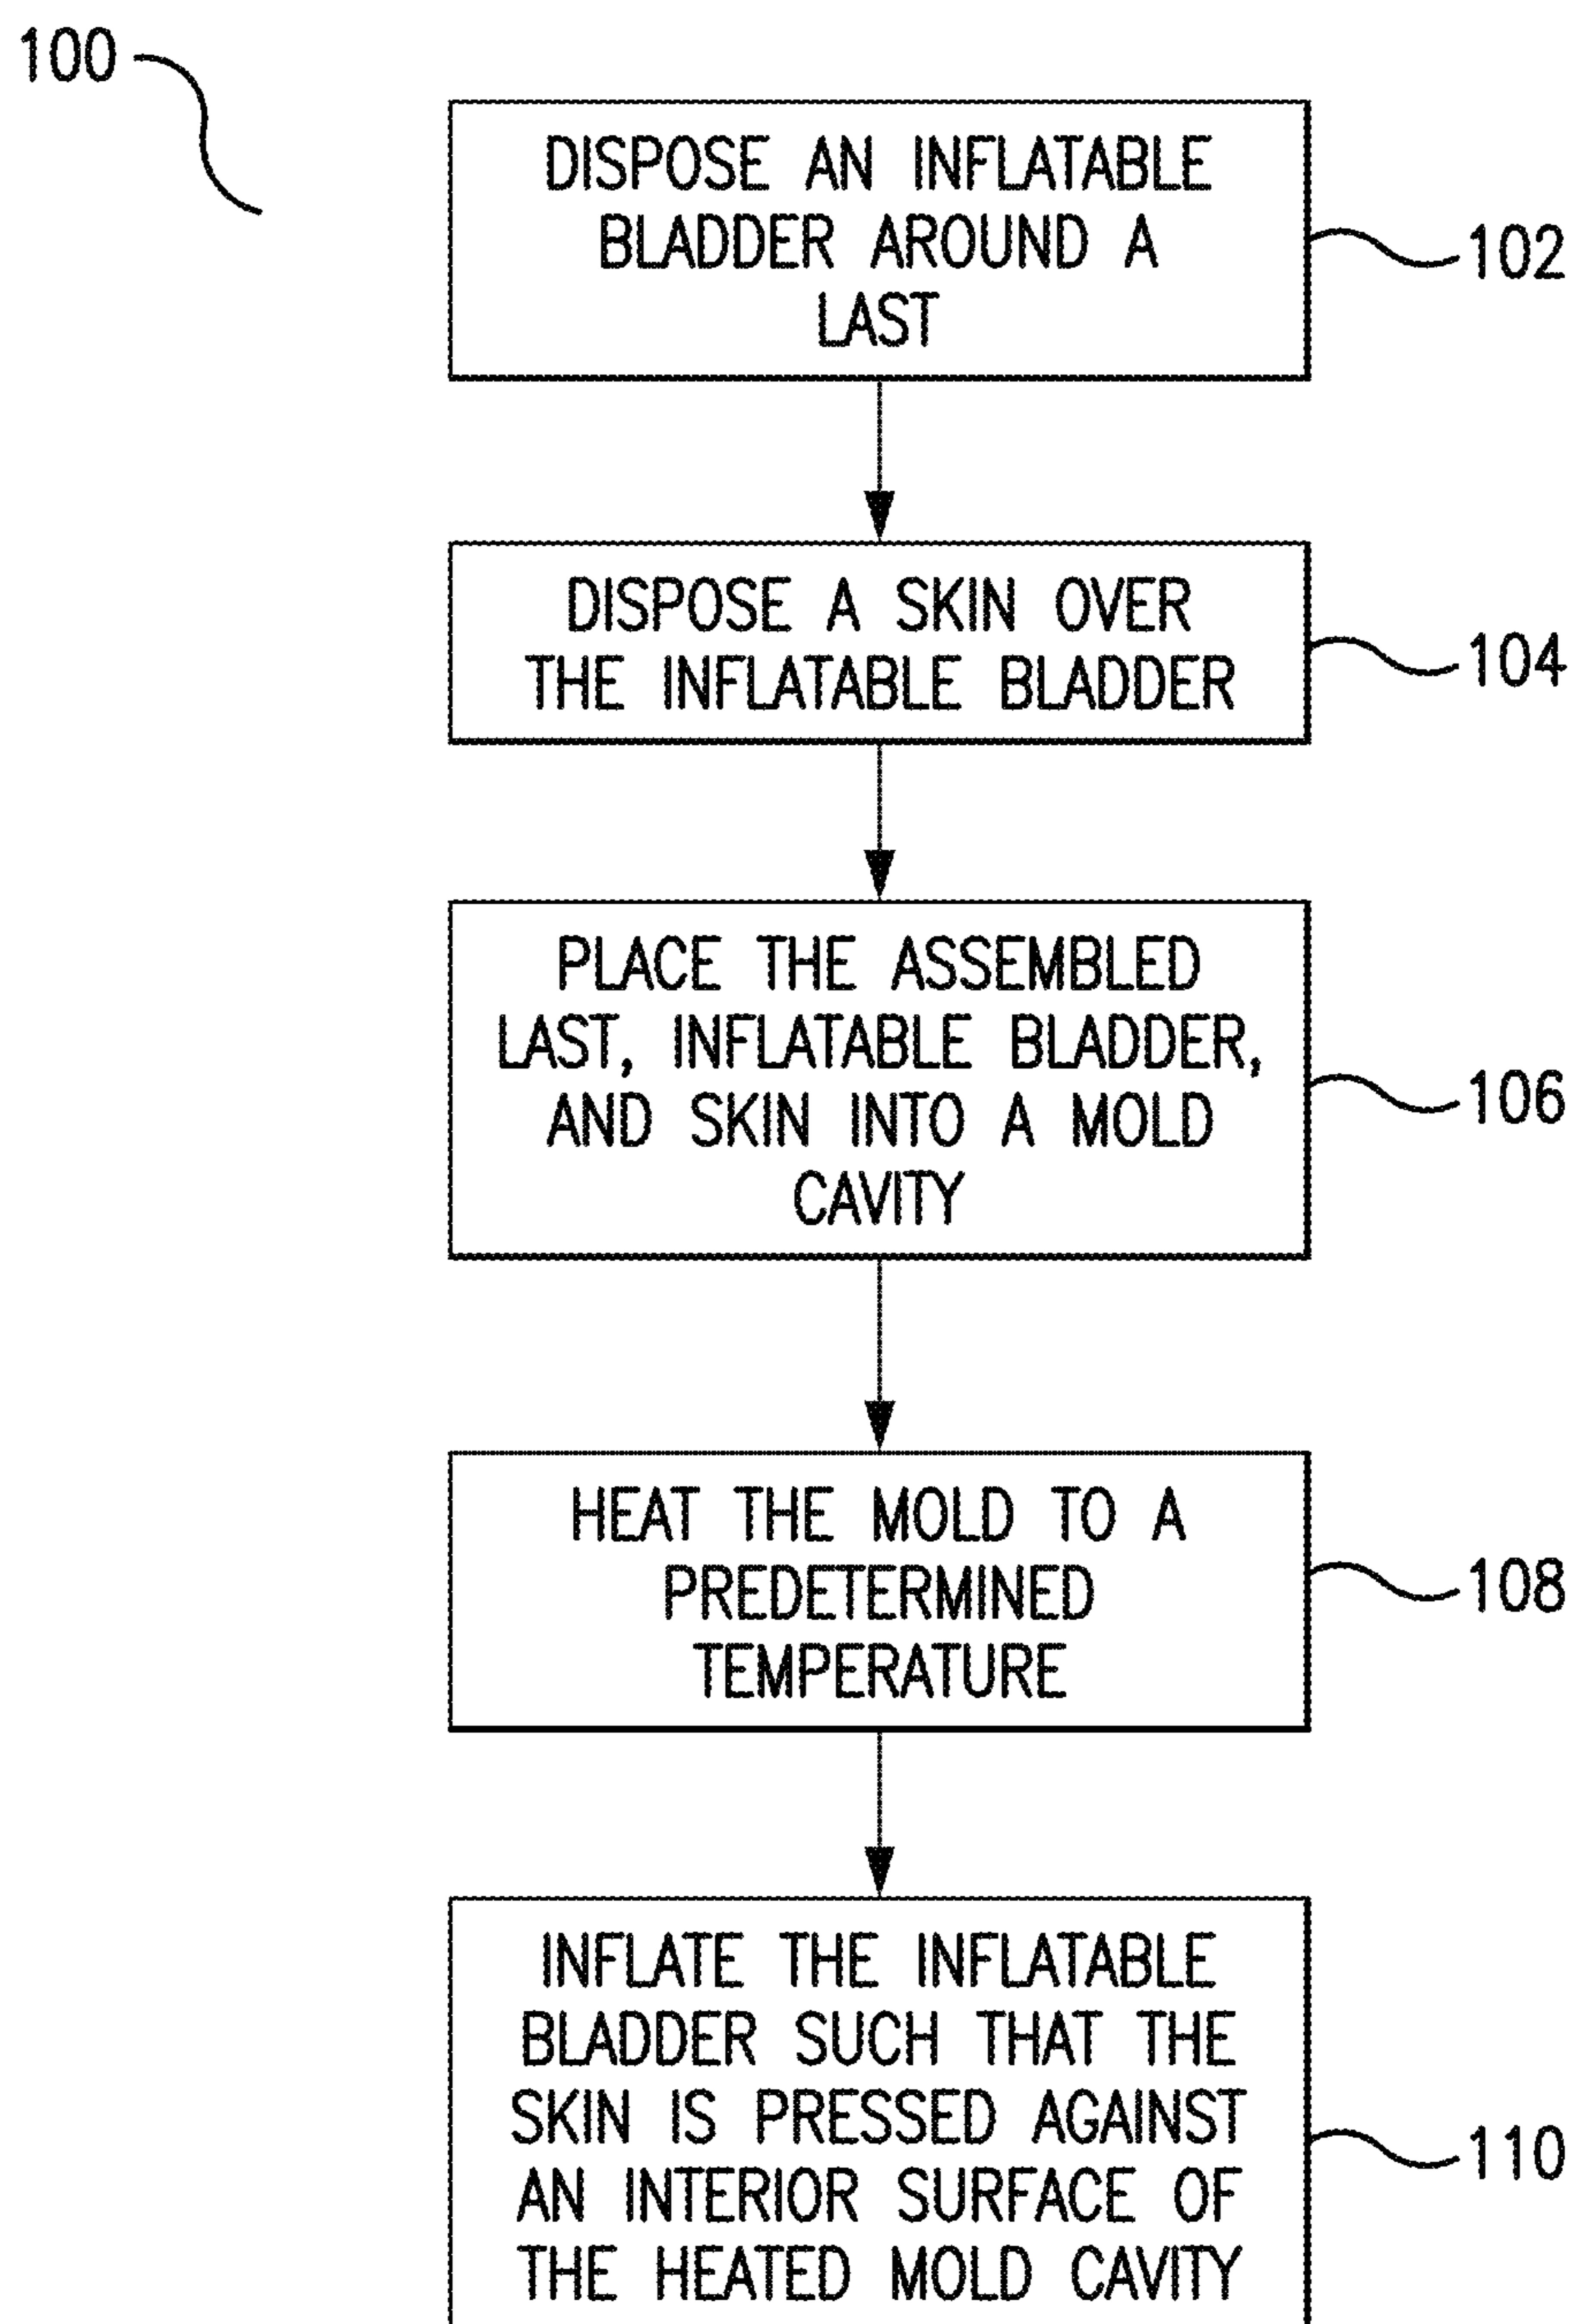 100
DISPOSE AN INFLATABLE
BLADDER AROUND A
LAST
102
DISPOSE A SKIN OVER
THE INFLATABLE BLADDER
104
PLACE THE ASSEMBLED
LAST, INFLATABLE BLADDER,
AND SKIN INTO A MOLD
CAVITY
106
HEAT THE MOLD TO A
PREDETERMINED
TEMPERATURE
108
INFLATE THE INFLATABLE
BLADDER SUCH THAT THE
SKIN IS PRESSED AGAINST
AN INTERIOR SURFACE OF
THE HEATED MOLD CAVITY
110